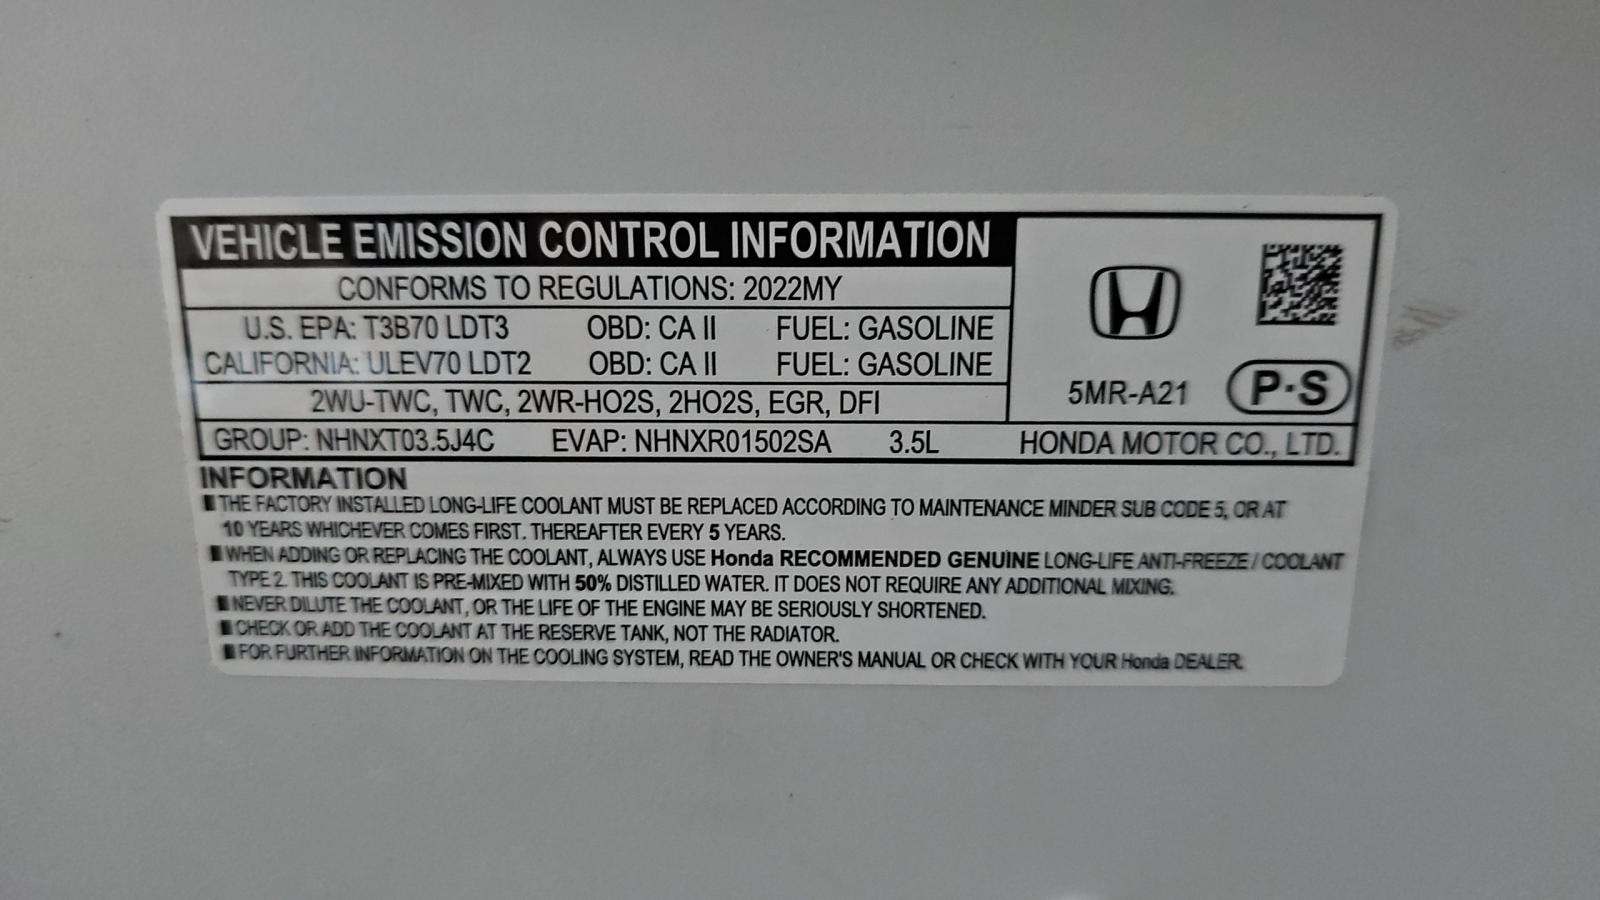 VEHICLE EMISSION CONTROL INFORMATION
CONFORMS TO REGULATIONS: 2022MY
U.S. EPA: T3B70 LDT3 OBD: CA II FUEL: GASOLINE
CALIFORNIA: ULEV70 LDT2 OBD: CA II FUEL: GASOLINE
2WU-TWC, TWC, 2WR-HO2S, 2HO2S, EGR, DFI
5MR-A21 P·S
GROUP: NHNXT03.5J4C EVAP: NHNXR01502SA 3.5L HONDA MOTOR CO., LTD.
INFORMATION
■ THE FACTORY INSTALLED LONG-LIFE COOLANT MUST BE REPLACED ACCORDING TO MAINTENANCE MINDER SUB CODE 5, OR AT
10 YEARS WHICHEVER COMES FIRST. THEREAFTER EVERY 5 YEARS.
■ WHEN ADDING OR REPLACING THE COOLANT, ALWAYS USE Honda RECOMMENDED GENUINE LONG-LIFE ANTI-FREEZE / COOLANT
TYPE 2. THIS COOLANT IS PRE-MIXED WITH 50% DISTILLED WATER. IT DOES NOT REQUIRE ANY ADDITIONAL MIXING.
■ NEVER DILUTE THE COOLANT, OR THE LIFE OF THE ENGINE MAY BE SERIOUSLY SHORTENED.
■ CHECK OR ADD THE COOLANT AT THE RESERVE TANK, NOT THE RADIATOR.
■ FOR FURTHER INFORMATION ON THE COOLING SYSTEM, READ THE OWNER'S MANUAL OR CHECK WITH YOUR Honda DEALER.